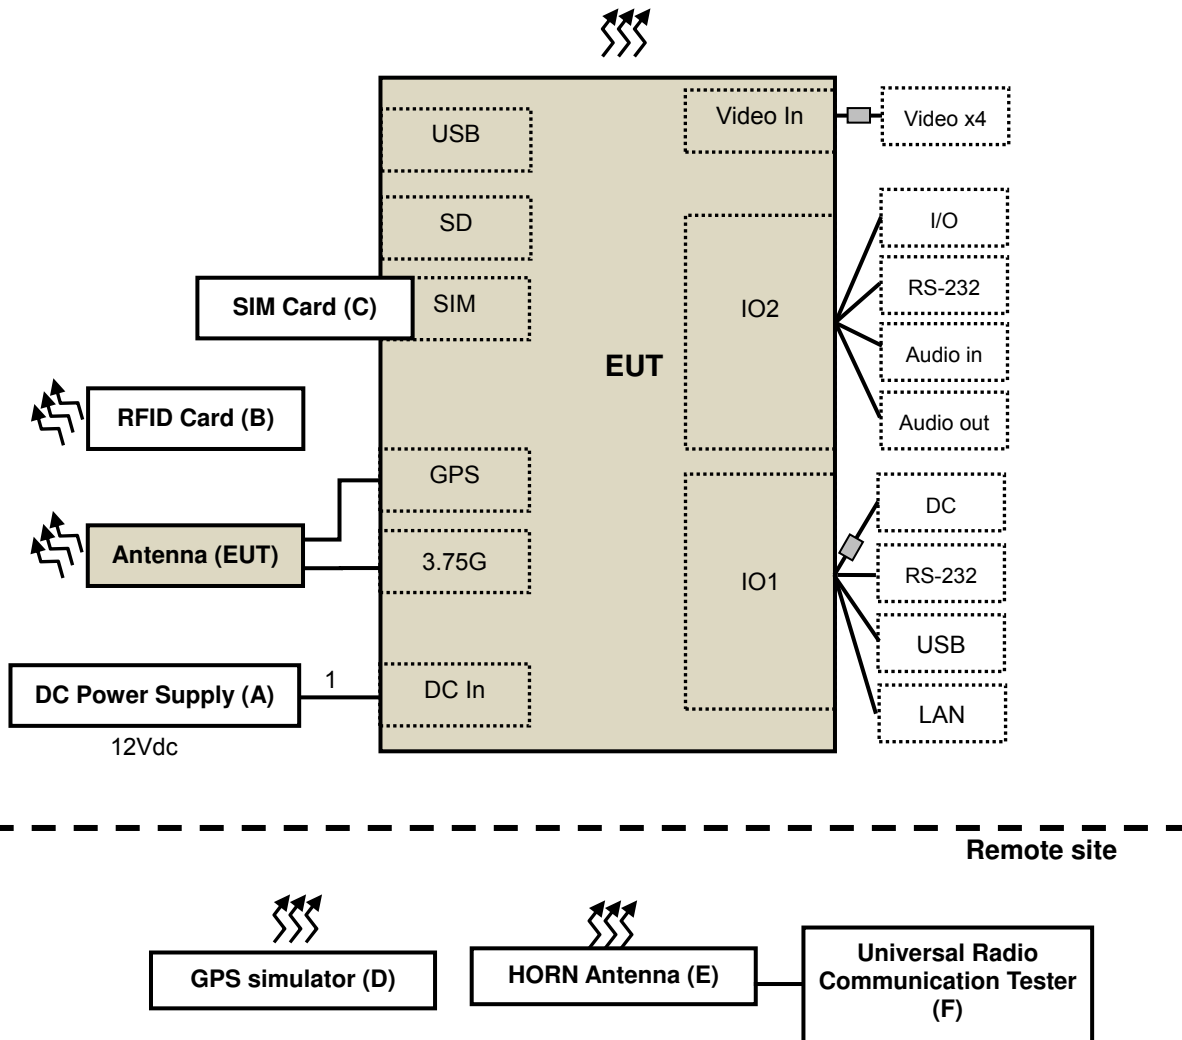 USB
Video In
Video x4
SD
I/O
SIM Card (C)
SIM
IO2
RS-232
EUT
Audio in
RFID Card (B)
Audio out
GPS
DC
Antenna (EUT)
3.75G
IO1
RS-232
USB
DC Power Supply (A)
1
DC In
LAN
12Vdc
Remote site
GPS simulator (D)
HORN Antenna (E)
Universal Radio
Communication Tester
(F)